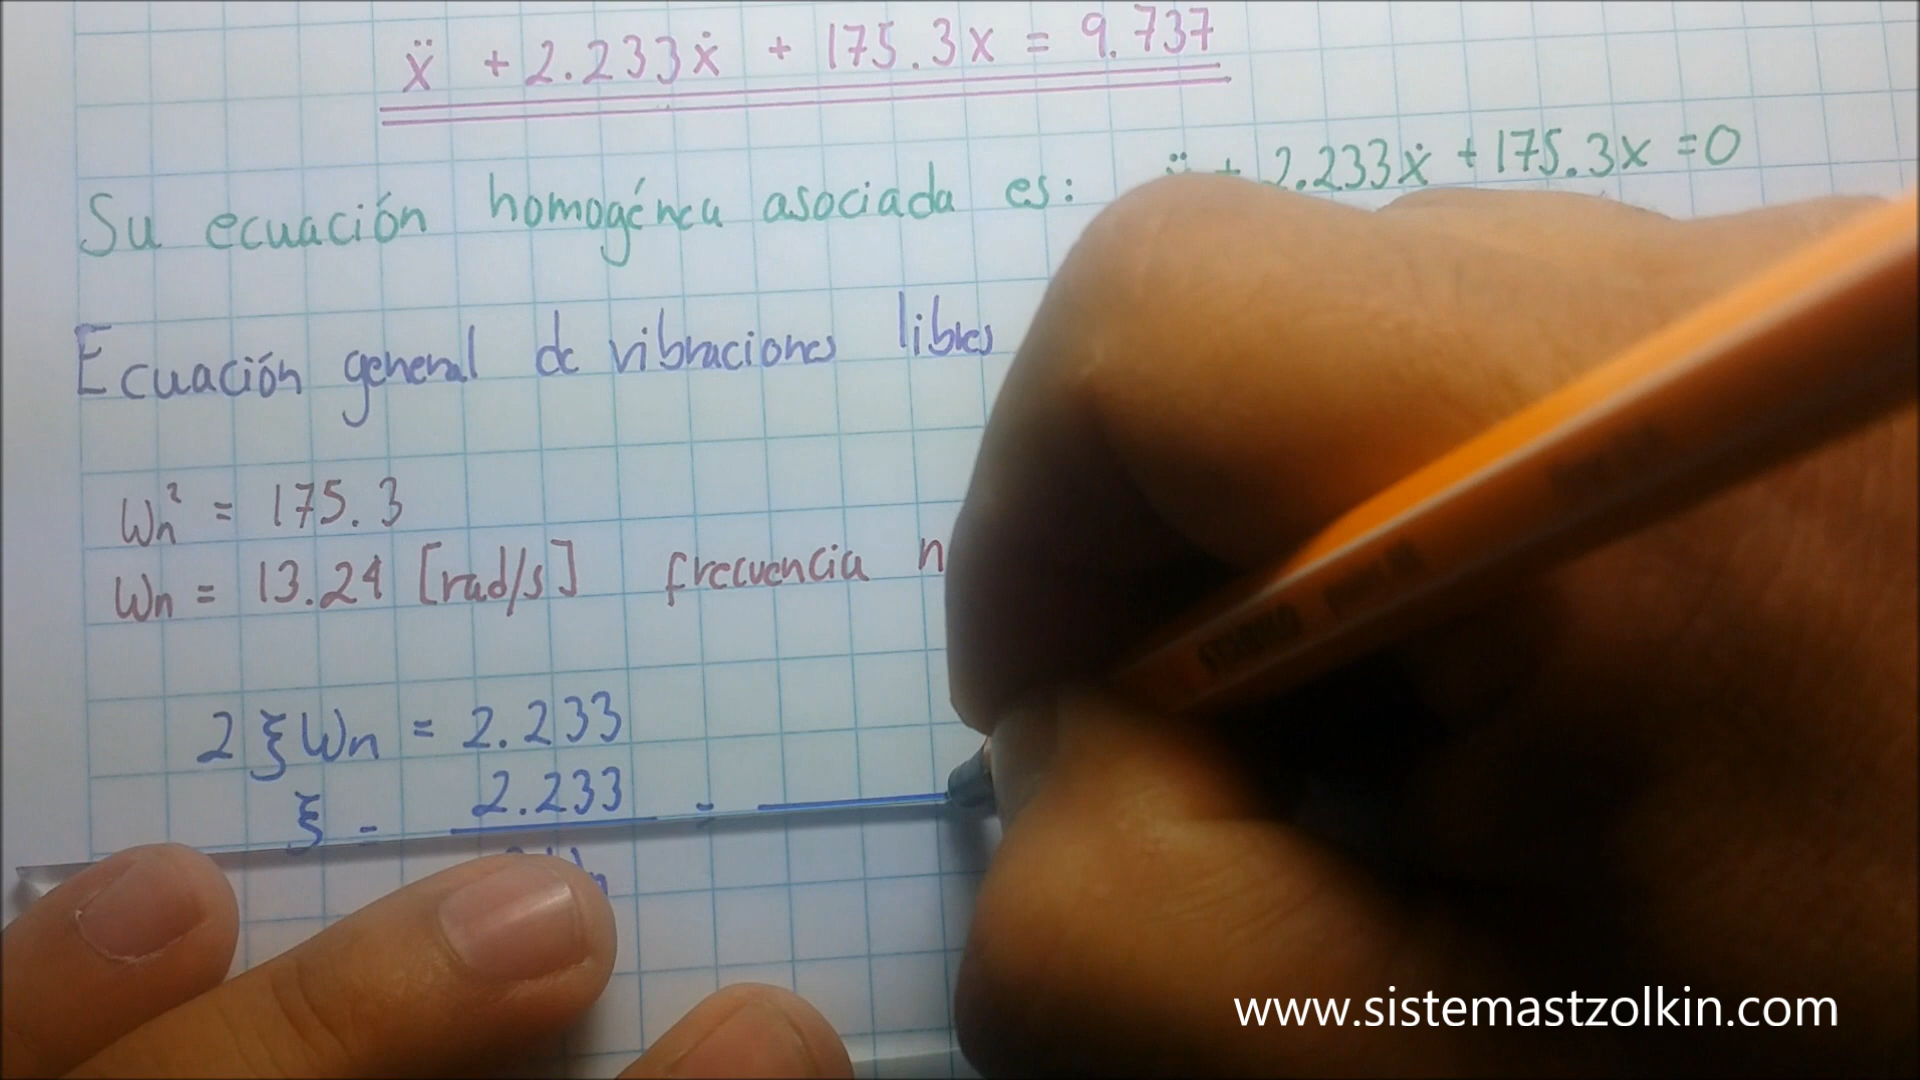 ẍ + 2.233ẋ + 175.3x = 9.737
Su ecuación homogénea asociada es: ẍ + 2.233ẋ + 175.3x = 0
Ecuación general de vibraciones libres
Wn² = 175.3
Wn = 13.24 [rad/s] frecuencia n
2ξWn = 2.233
ξ = 2.233 =
STABILO
www.sistemastzolkin.com